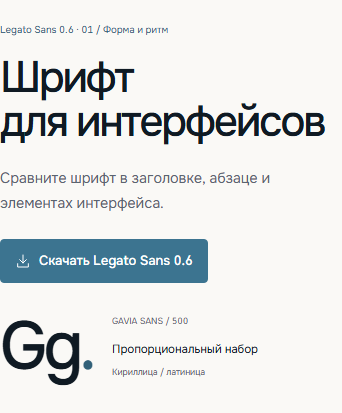 Legato Sans 0.6 · 01 / Форма и ритм
Шрифт
для интерфейсов
Сравните шрифт в заголовке, абзаце и
элементах интерфейса.
Скачать Legato Sans 0.6
Gg.
GAVIA SANS / 500
Пропорциональный набор
Кириллица / латиница